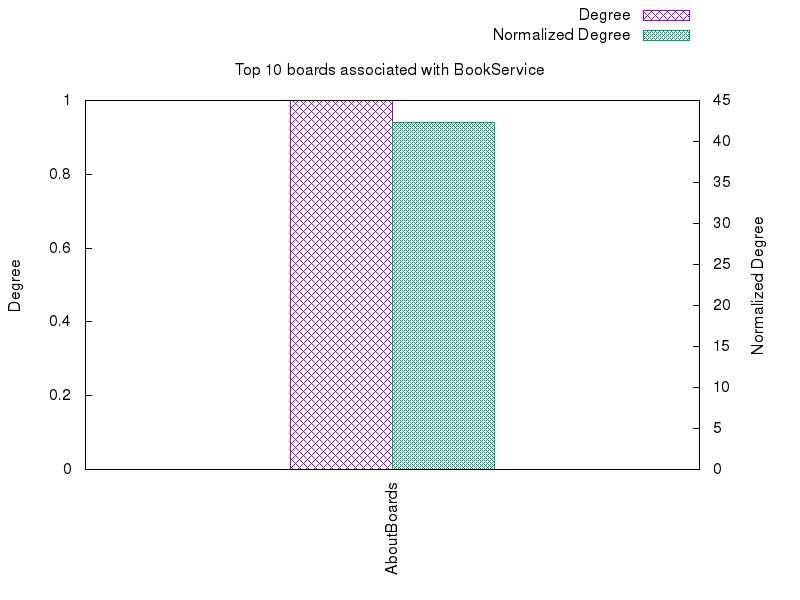 Degree
Normalized Degree
Top 10 boards associated with BookService
1
0.8
0.6
0.4
0.2
0
45
40
35
30
25
20
15
10
5
0
Degree
Normalized Degree
AboutBoards